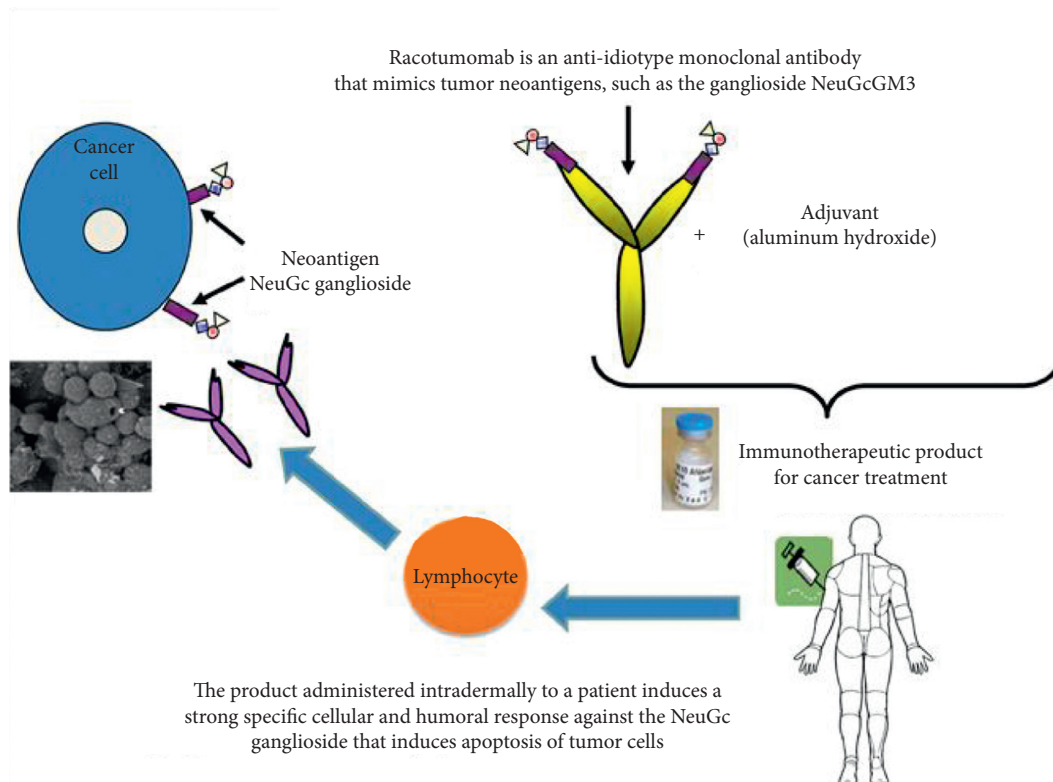 Racotumomab is an anti-idiotype monoclonal antibody
that mimics tumor neoantigens, such as the ganglioside NeuGcGM3
Cancer
cell
Adjuvant
(aluminum hydroxide)
+
Neoantigen
NeuGc ganglioside
Immunotherapeutic product
for cancer treatment
Lymphocyte
The product administered intradermally to a patient induces a
strong specific cellular and humoral response against the NeuGc
ganglioside that induces apoptosis of tumor cells